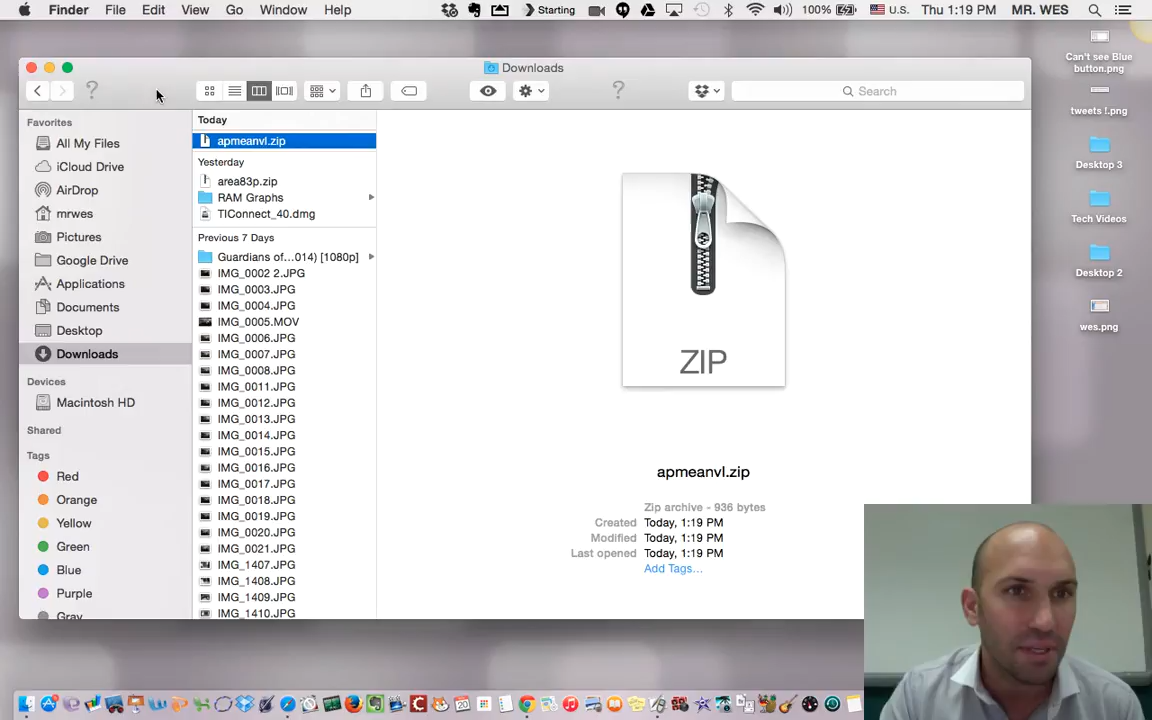 Finder File Edit View Go Window Help Starting 100% U.S. Thu 1:19 PM MR. WES
Downloads
Search
Favorites
All My Files
iCloud Drive
AirDrop
mrwes
Pictures
Google Drive
Applications
Documents
Desktop
Downloads
Devices
Macintosh HD
Shared
Tags
Red
Orange
Yellow
Green
Blue
Purple
Gray
Today
apmeanvl.zip
Yesterday
area83p.zip
RAM Graphs
TIConnect_40.dmg
Previous 7 Days
Guardians of...014) [1080p]
IMG_0002 2.JPG
IMG_0003.JPG
IMG_0004.JPG
IMG_0005.MOV
IMG_0006.JPG
IMG_0007.JPG
IMG_0008.JPG
IMG_0011.JPG
IMG_0012.JPG
IMG_0013.JPG
IMG_0014.JPG
IMG_0015.JPG
IMG_0016.JPG
IMG_0017.JPG
IMG_0018.JPG
IMG_0019.JPG
IMG_0020.JPG
IMG_0021.JPG
IMG_1407.JPG
IMG_1408.JPG
IMG_1409.JPG
IMG_1410.JPG
ZIP
apmeanvl.zip
Zip archive - 936 bytes
Created Today, 1:19 PM
Modified Today, 1:19 PM
Last opened Today, 1:19 PM
Add Tags...
Can't see Blue
button.png
tweets !.png
Desktop 3
Tech Videos
Desktop 2
wes.png